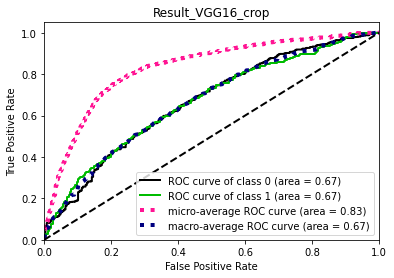 Result_VGG16_crop
True Positive Rate
1.0
0.8
0.6
0.4
0.2
0.0
ROC curve of class 0 (area = 0.67)
ROC curve of class 1 (area = 0.67)
micro-average ROC curve (area = 0.83)
macro-average ROC curve (area = 0.67)
0.0 0.2 0.4 0.6 0.8 1.0
False Positive Rate